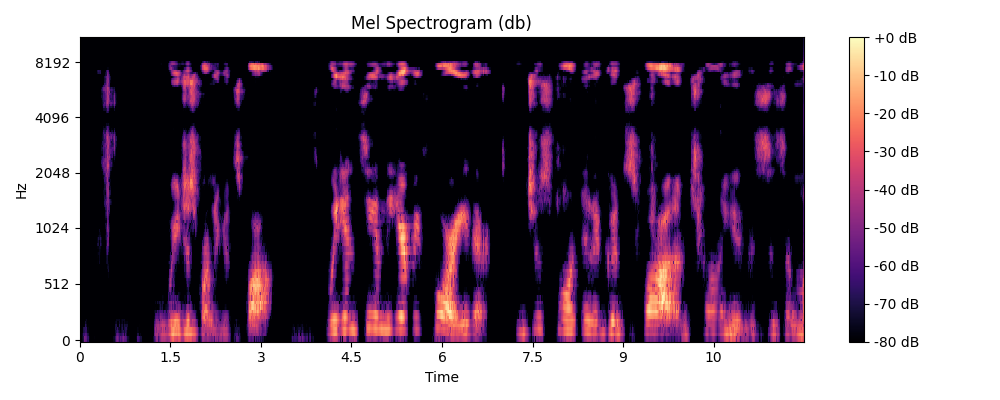 Mel Spectrogram (db)
Hz
8192
4096
2048
1024
512
0
0 1.5 3 4.5 6 7.5 9 10
Time
+0 dB
-10 dB
-20 dB
-30 dB
-40 dB
-50 dB
-60 dB
-70 dB
-80 dB